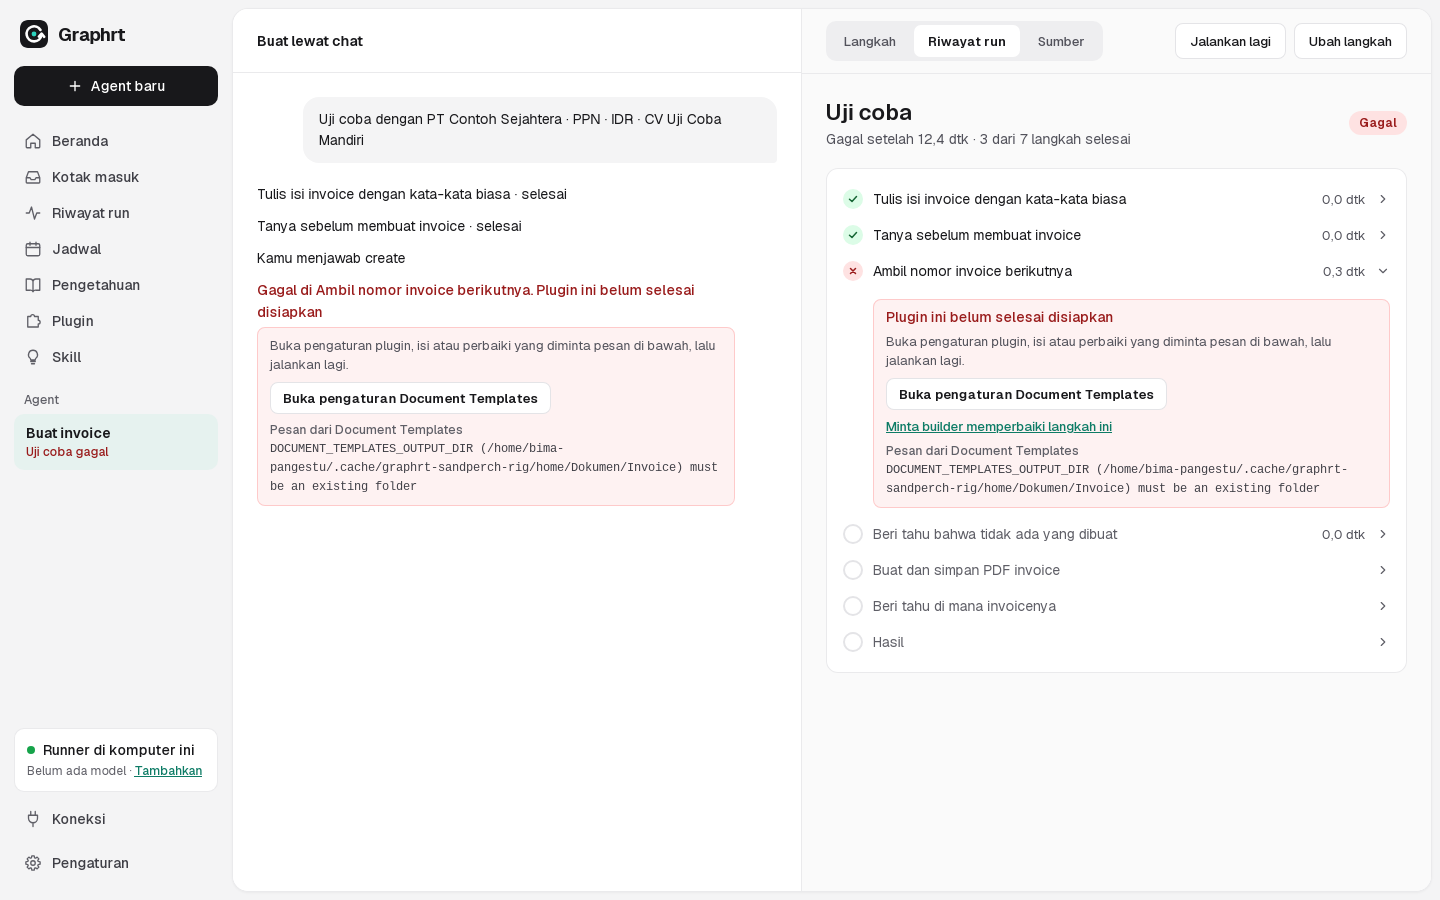 Graphrt
Agent baru
Beranda
Kotak masuk
Riwayat run
Jadwal
Pengetahuan
Plugin
Skill
Agent
Buat invoice
Uji coba gagal
Runner di komputer ini
Belum ada model · Tambahkan
Koneksi
Pengaturan
Buat lewat chat
Uji coba dengan PT Contoh Sejahtera · PPN · IDR · CV Uji Coba
Mandiri
Tulis isi invoice dengan kata-kata biasa · selesai
Tanya sebelum membuat invoice · selesai
Kamu menjawab create
Gagal di Ambil nomor invoice berikutnya. Plugin ini belum selesai
disiapkan
Buka pengaturan plugin, isi atau perbaiki yang diminta pesan di bawah, lalu
jalankan lagi.
Buka pengaturan Document Templates
Pesan dari Document Templates
DOCUMENT_TEMPLATES_OUTPUT_DIR (/home/bima-
pangestu/.cache/graphrt-sandperch-rig/home/Dokumen/Invoice) must
be an existing folder
Langkah
Riwayat run
Sumber
Jalankan lagi
Ubah langkah
Uji coba
Gagal setelah 12,4 dtk · 3 dari 7 langkah selesai
Gagal
Tulis isi invoice dengan kata-kata biasa 0,0 dtk
Tanya sebelum membuat invoice 0,0 dtk
Ambil nomor invoice berikutnya 0,3 dtk
Plugin ini belum selesai disiapkan
Buka pengaturan plugin, isi atau perbaiki yang diminta pesan di bawah, lalu
jalankan lagi.
Buka pengaturan Document Templates
Minta builder memperbaiki langkah ini
Pesan dari Document Templates
DOCUMENT_TEMPLATES_OUTPUT_DIR (/home/bima-pangestu/.cache/graphrt-
sandperch-rig/home/Dokumen/Invoice) must be an existing folder
Beri tahu bahwa tidak ada yang dibuat 0,0 dtk
Buat dan simpan PDF invoice
Beri tahu di mana invoicenya
Hasil